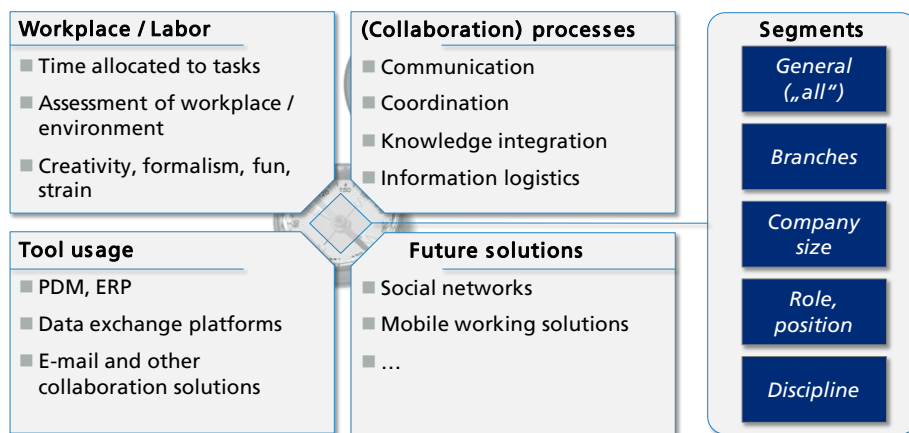 Workplace / Labor
Time allocated to tasks
Assessment of workplace /
environment
Creativity, formalism, fun,
strain
(Collaboration) processes
Communication
Coordination
Knowledge integration
Information logistics
Tool usage
PDM, ERP
Data exchange platforms
E-mail and other
collaboration solutions
Future solutions
Social networks
Mobile working solutions
…
Segments
General
(„all“)
Branches
Company
size
Role,
position
Discipline